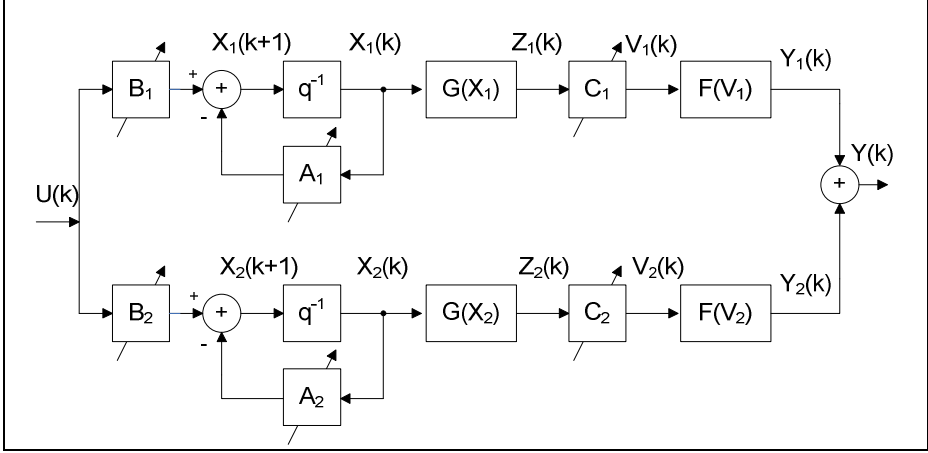 X₁(k+1) X₁(k) Z₁(k) V₁(k) Y₁(k)
B₁ + + q⁻¹ G(X₁) C₁ F(V₁)
-
A₁
U(k) + Y(k)
X₂(k+1) X₂(k) Z₂(k) V₂(k) Y₂(k)
B₂ + + q⁻¹ G(X₂) C₂ F(V₂)
-
A₂